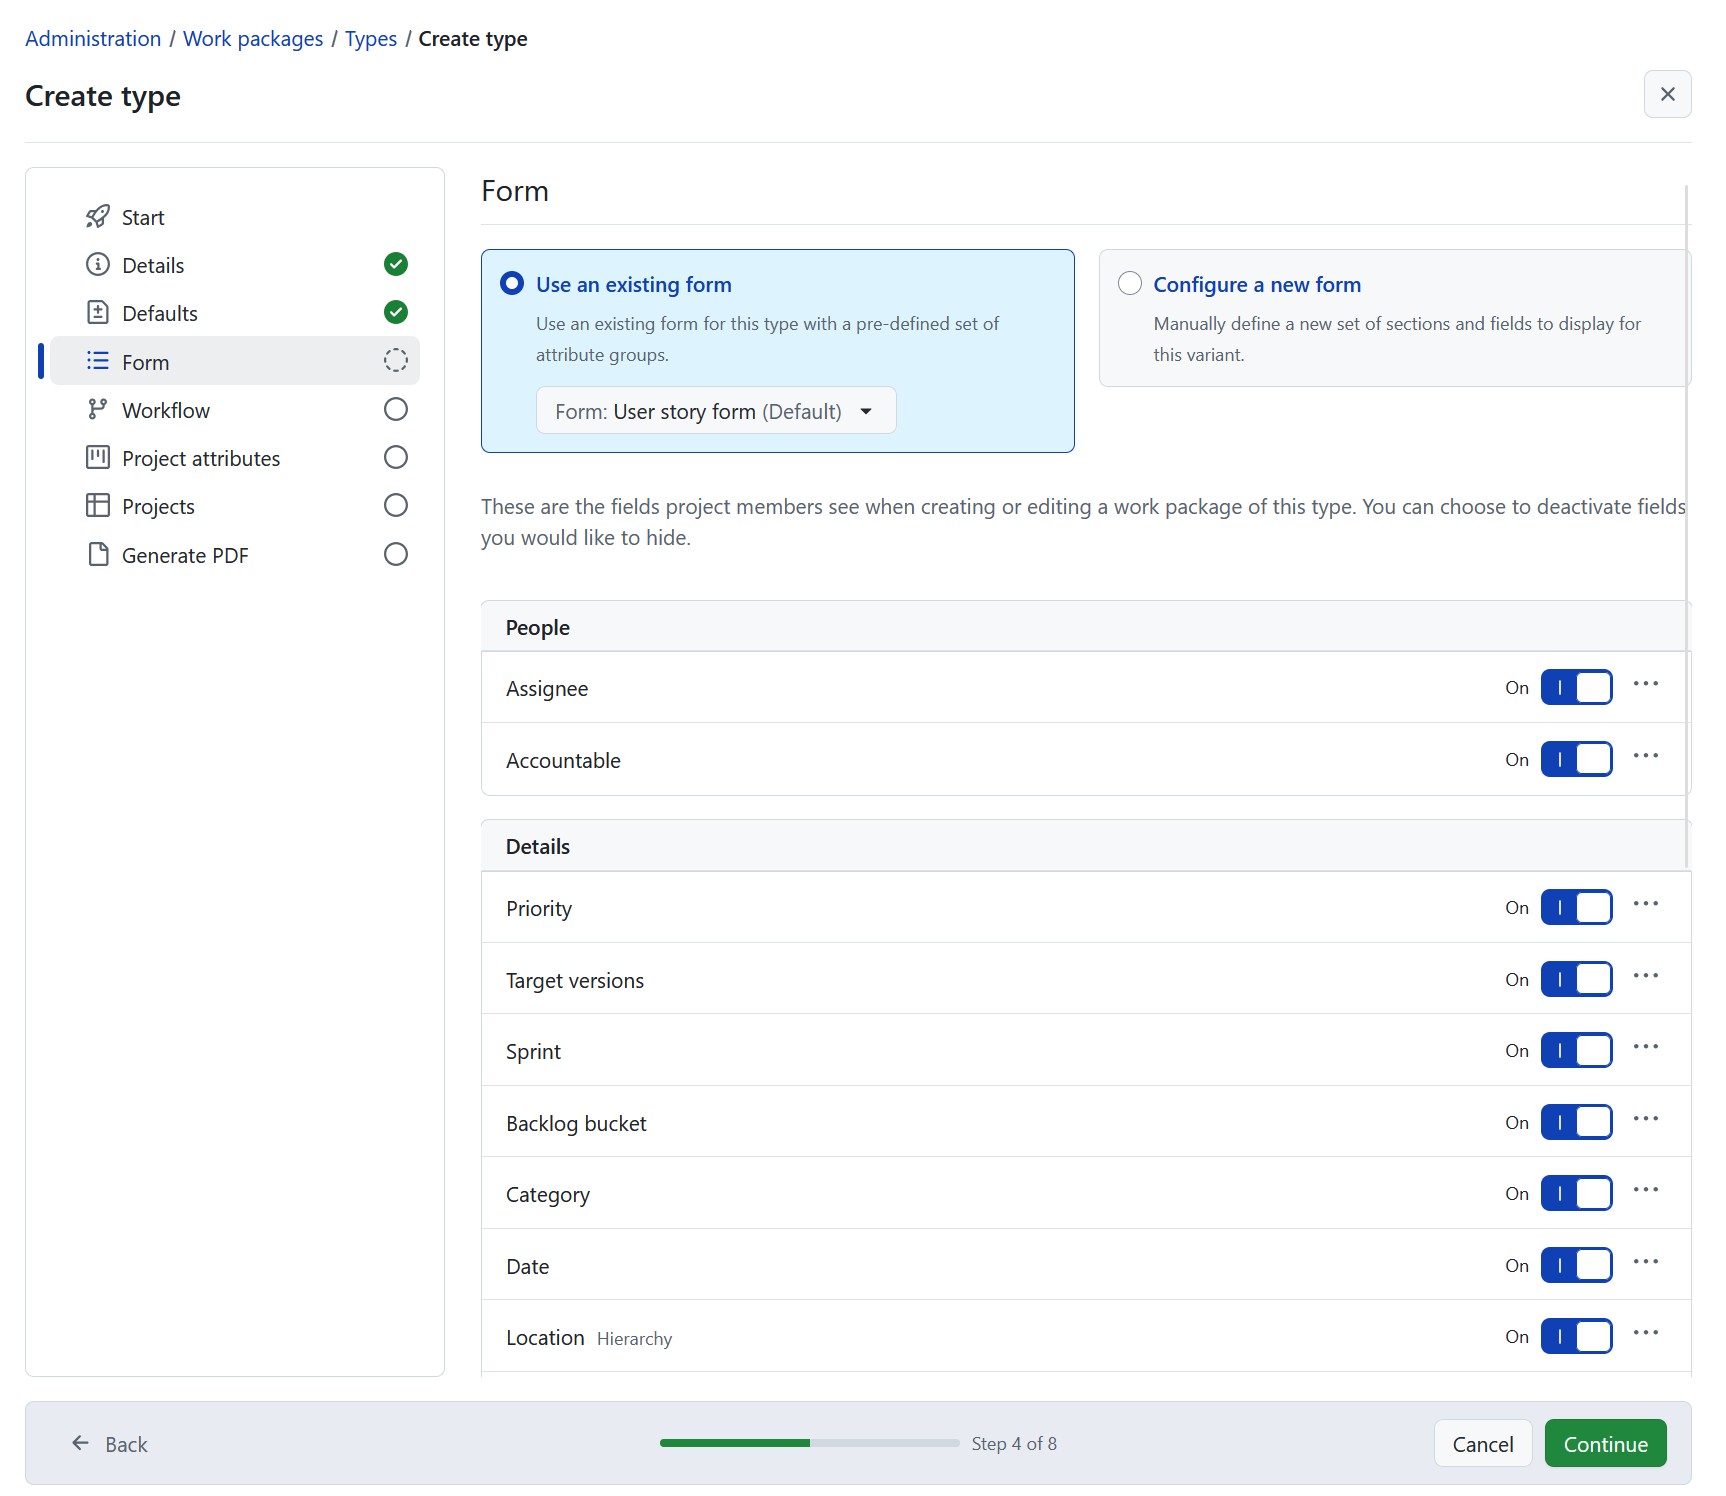 Administration / Work packages / Types / Create type
Create type
Start
Details
Defaults
Form
Workflow
Project attributes
Projects
Generate PDF
Form
Use an existing form
Use an existing form for this type with a pre-defined set of
attribute groups.
Form: User story form (Default)
Configure a new form
Manually define a new set of sections and fields to display for
this variant.
These are the fields project members see when creating or editing a work package of this type. You can choose to deactivate fields
you would like to hide.
People
Assignee On
Accountable On
Details
Priority On
Target versions On
Sprint On
Backlog bucket On
Category On
Date On
Location Hierarchy On
Back
Step 4 of 8
Cancel
Continue